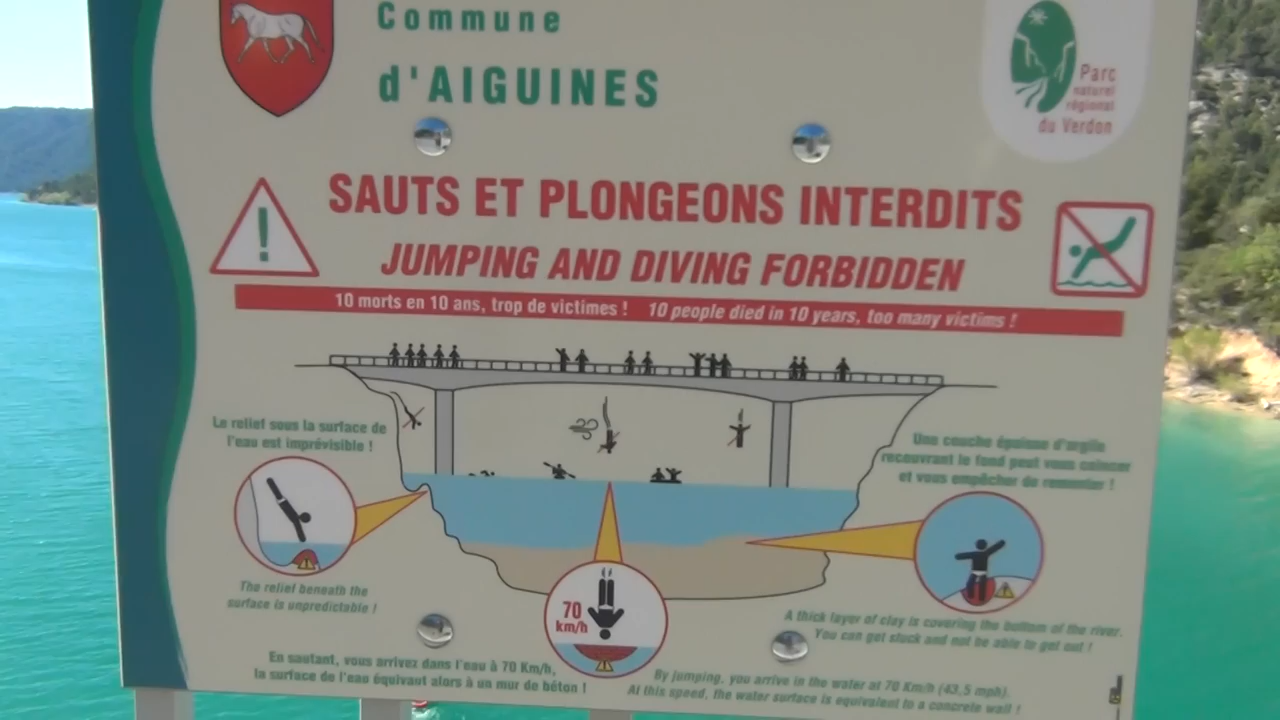 Commune
d'AIGUINES
Parc
naturel
régional
du Verdon
SAUTS ET PLONGEONS INTERDITS
JUMPING AND DIVING FORBIDDEN
10 morts en 10 ans, trop de victimes ! 10 people died in 10 years, too many victims !
Le relief sous la surface de
l'eau est imprévisible !
Une couche épaisse d'argile
recouvrant le fond peut vous coincer
et vous empêcher de remonter !
The relief beneath the
surface is unpredictable !
70
km/h
A thick layer of clay is covering the bottom of the river.
You can get stuck and not be able to get out !
En sautant, vous arrivez dans l'eau à 70 Km/h,
la surface de l'eau équivaut alors à un mur de béton !
By jumping, you arrive in the water at 70 Km/h (43,5 mph).
At this speed, the water surface is equivalent to a concrete wall !